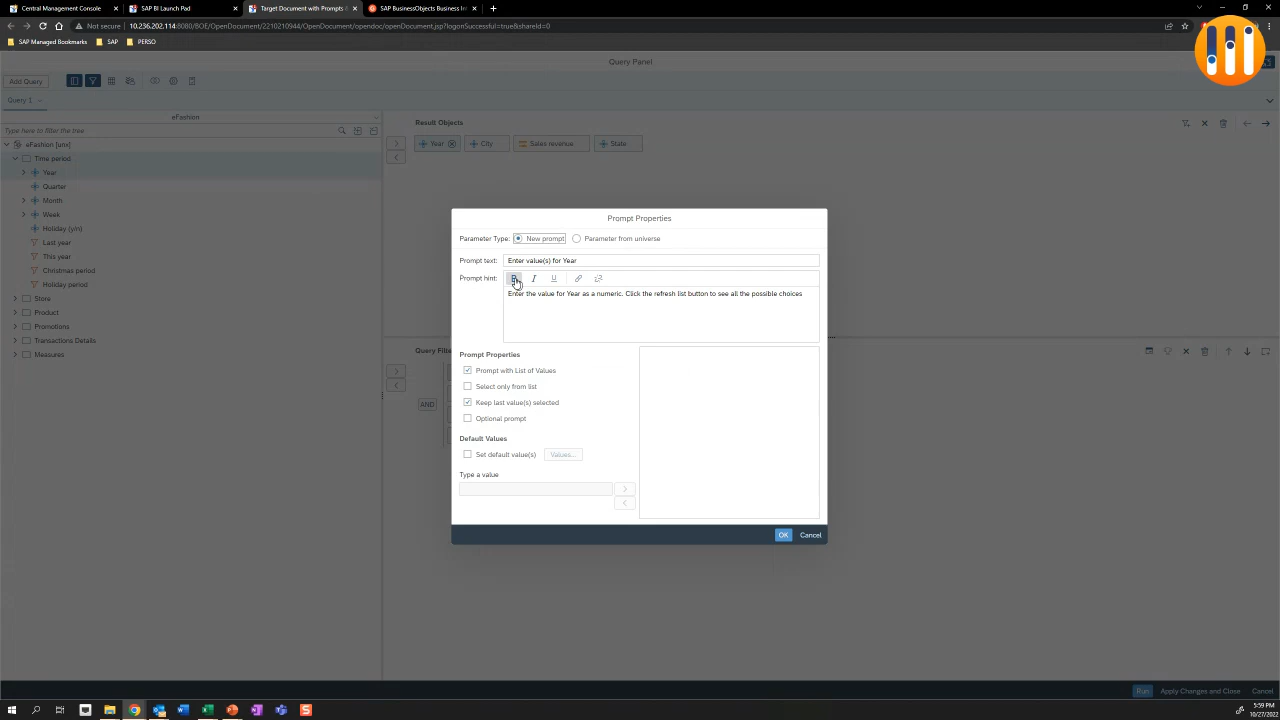 Central Management Console
SAP BI Launch Pad
Target Document with Prompts
SAP BusinessObjects Business In
Not secure
10.236.202.114:8080/BOE/OpenDocument/2210210944/OpenDocument/opendoc/openDocument.jsp?logonSuccessful=true&shareId=0
SAP Managed Bookmarks
SAP
PERSO
Query Panel
Add Query
Query 1
eFashion
Result Objects
Type here to filter the tree
eFashion [unx]
Year
City
Sales revenue
State
Time period
Year
Quarter
Month
Week
Holiday (y/n)
Last year
This year
Christmas period
Holiday period
Store
Product
Promotions
Transactions Details
Measures
Query Filte
AND
Prompt Properties
Parameter Type:
New prompt
Parameter from universe
Prompt text:
Enter value(s) for Year
Prompt hint:
B I U
Enter the value for Year as a numeric. Click the refresh list button to see all the possible choices
Prompt Properties
Prompt with List of Values
Select only from list
Keep last value(s) selected
Optional prompt
Default Values
Set default value(s)
Values...
Type a value
OK
Cancel
Run
Apply Changes and Close
Cancel
5:59 PM
10/27/2022